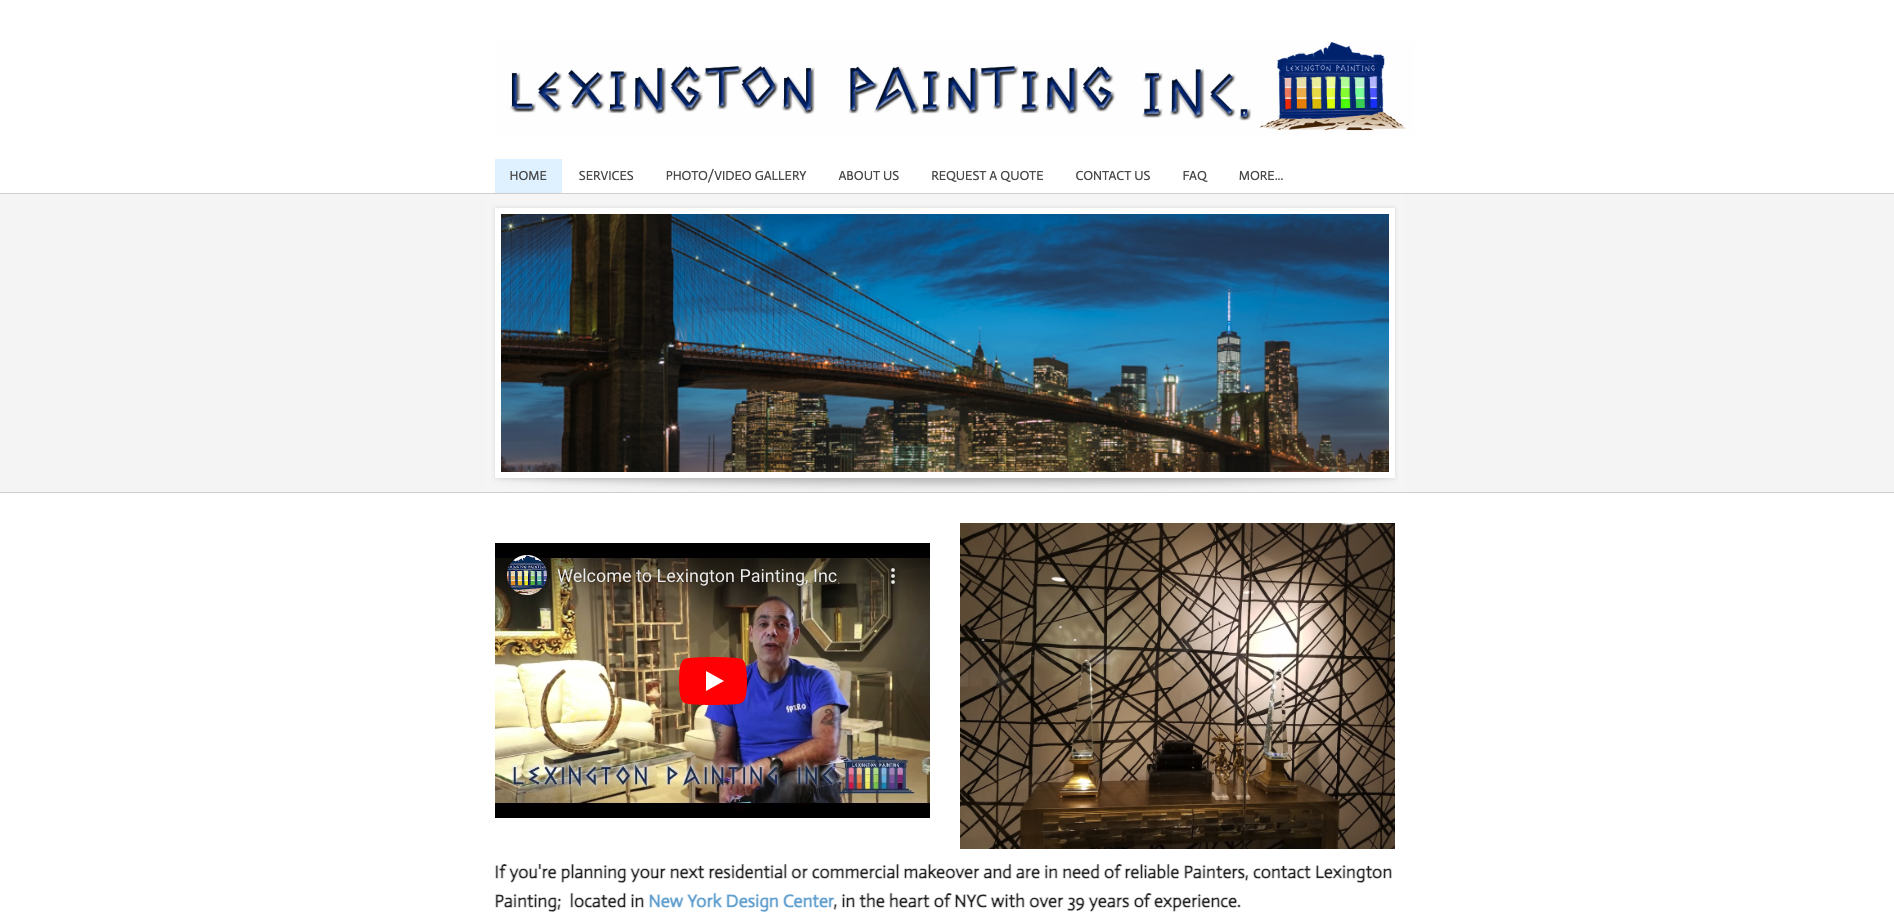 LEXINGTON PAINTING INC.
LEXINGTON PAINTING
HOME SERVICES PHOTO/VIDEO GALLERY ABOUT US REQUEST A QUOTE CONTACT US FAQ MORE...
Welcome to Lexington Painting, Inc
SPIRO
LEXINGTON PAINTING INC
LEXINGTON PAINTING
If you're planning your next residential or commercial makeover and are in need of reliable Painters, contact Lexington
Painting;  located in New York Design Center, in the heart of NYC with over 39 years of experience.